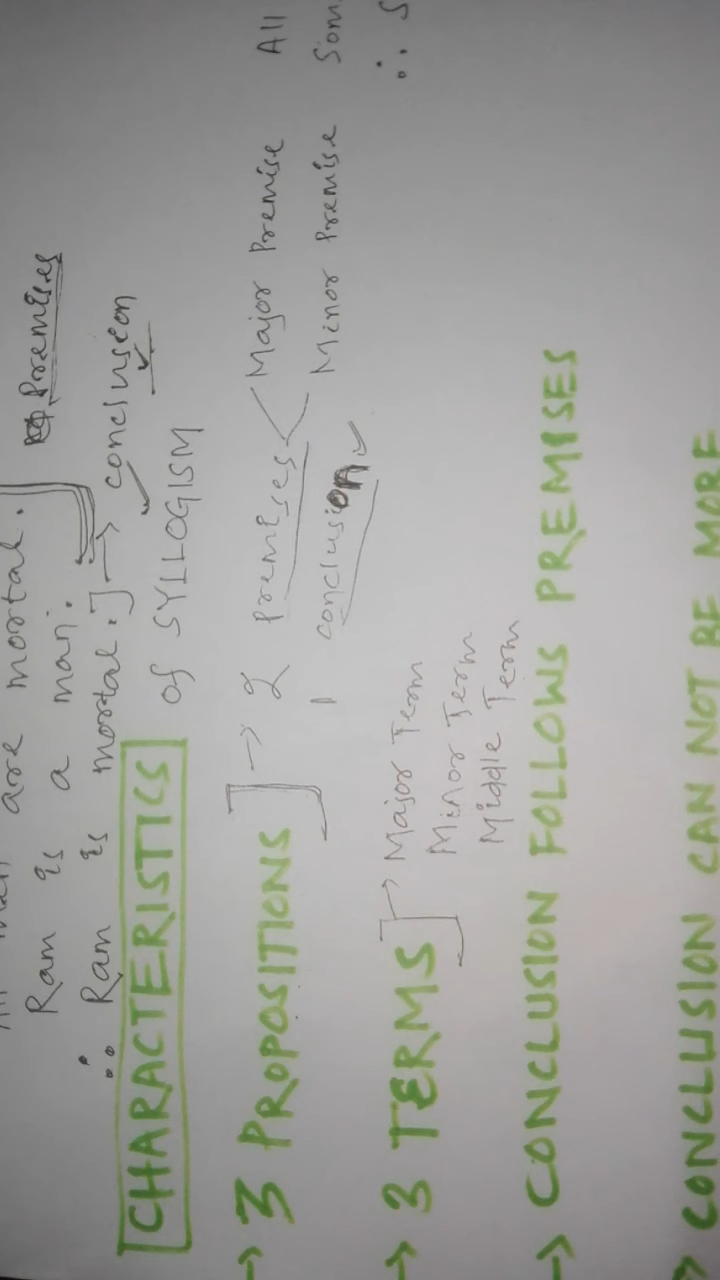 are mortal. Premises
Ram is a man.
∴ Ram is mortal.] → conclusion
CHARACTERISTICS of SYLLOGISM
→ 3 PROPOSITIONS] → 2 premises < Major Premise All
Minor Premise
1 conclusion ∴ S
→ 3 TERMS] → Major Term
Minor Term
Middle Term
→ CONCLUSION FOLLOWS PREMISES
→ CONCLUSION CAN NOT BE MORE